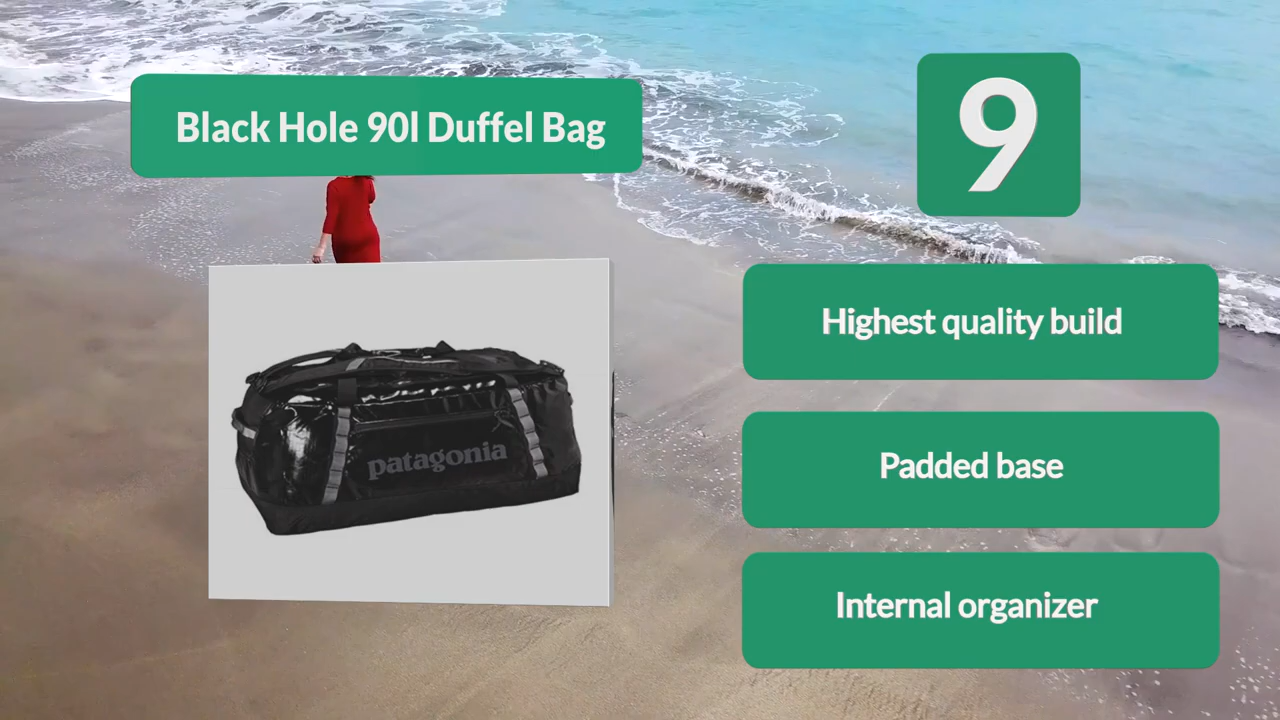 Black Hole 90l Duffel Bag
9
patagonia
Highest quality build
Padded base
Internal organizer